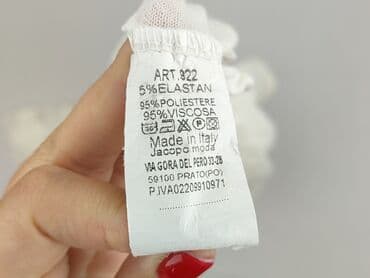 ART.922
5%ELASTAN
95%POLIESTERE
95%VISCOSA
Made in Italy
Jacopo moda
VIA GORA DEL PERO 33-2B
59100 PRATO(PO)
P.IVA02209910971